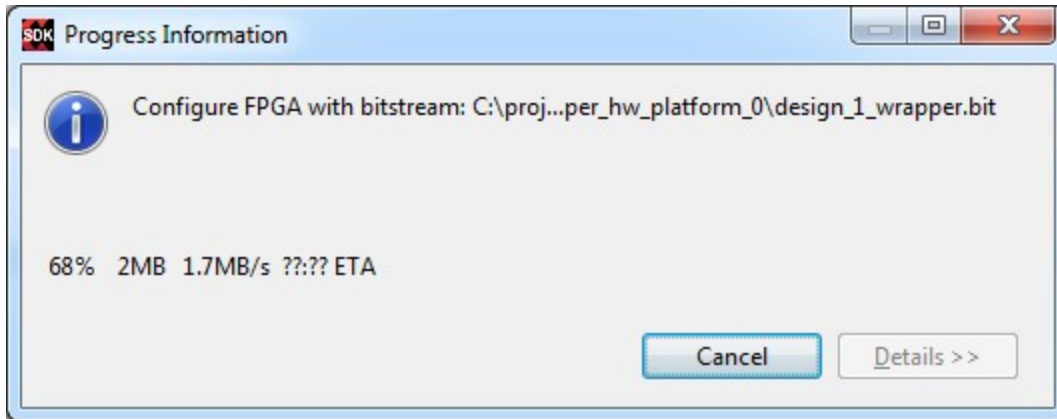 SDK Progress Information
Configure FPGA with bitstream: C:\proj...per_hw_platform_0\design_1_wrapper.bit
68% 2MB 1.7MB/s ??:?? ETA
Cancel Details >>